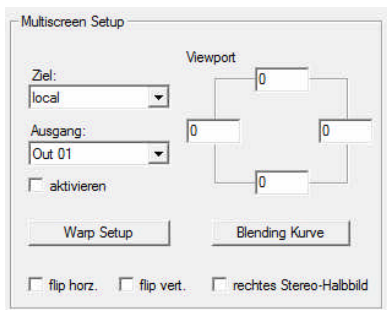 Multiscreen Setup
Viewport
Ziel:
local
0
Ausgang:
Out 01
0
0
aktivieren
0
Warp Setup
Blending Kurve
flip horz.
flip vert.
rechtes Stereo-Halbbild